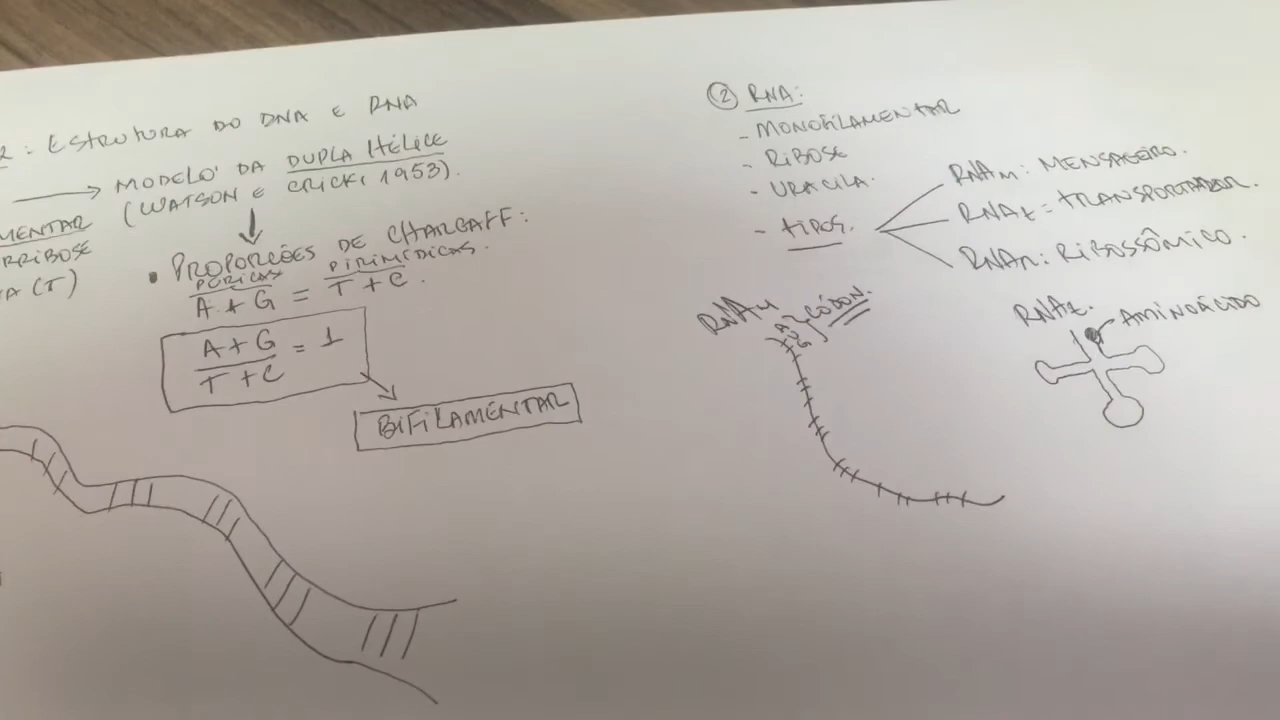 : ESTRUTURA DO DNA E RNA
→ MODELO DA DUPLA HÉLICE
(WATSON E CRICK, 1953).
MENTAR
RRIBOSE
A (T)
• PROPORÇÕES DE CHARGAFF:
PÚRICAS PIRIMÍDICAS.
A + G = T + C.
A + G
T + C
= 1
BIFILAMENTAR
② RNA:
- MONOFILAMENTAR
- RIBOSE
- URACILA.
- TIPOS.
RNAm: MENSAGEIRO.
RNAt = TRANSPORTADOR.
RNAr: RIBOSSÔMICO.
RNAm
A U G
CÓDON.
RNAt.
AMINOÁCIDO